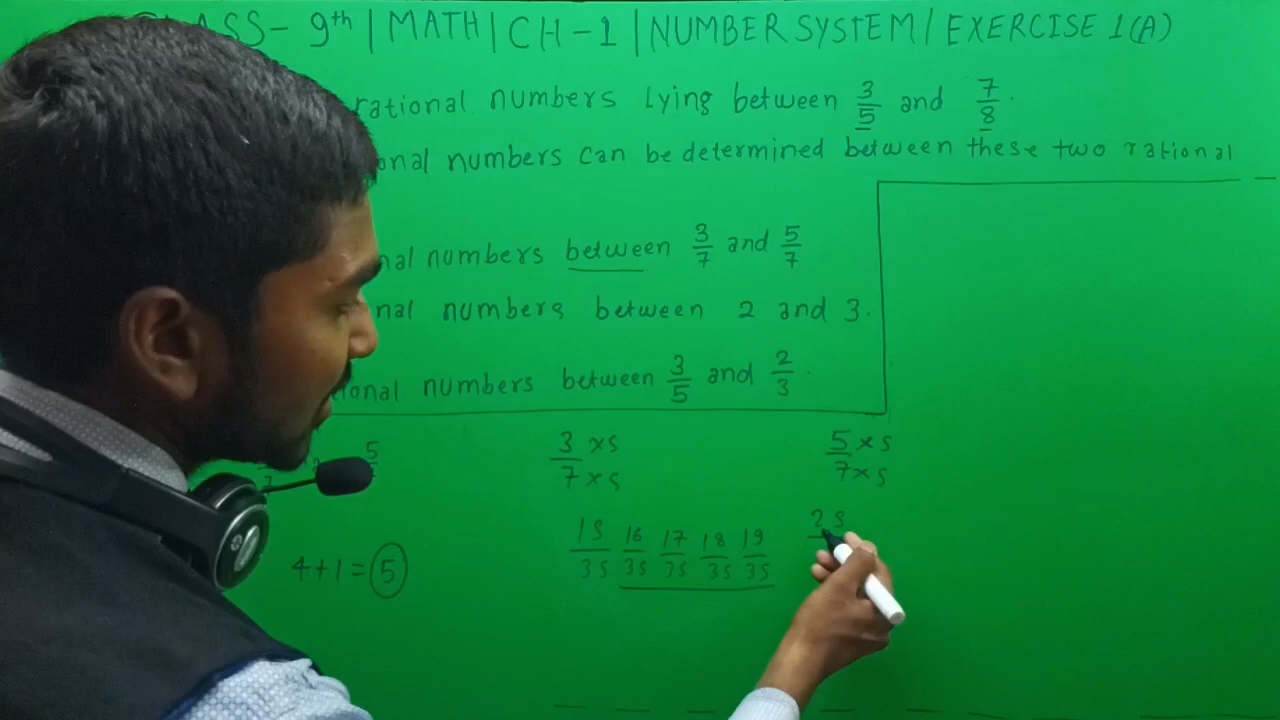 CLASS- 9th | MATH | CH-1 | NUMBER SYSTEM / EXERCISE 1(A)
rational numbers lying between 3/5 and 7/8.
onal numbers can be determined between these two rational
nal numbers between 3/7 and 5/7
nal numbers between 2 and 3.
ional numbers between 3/5 and 2/3.
5
3×5/7×5 5×5/7×5
4+1=5
15/35 16/35 17/35 18/35 19/35 25